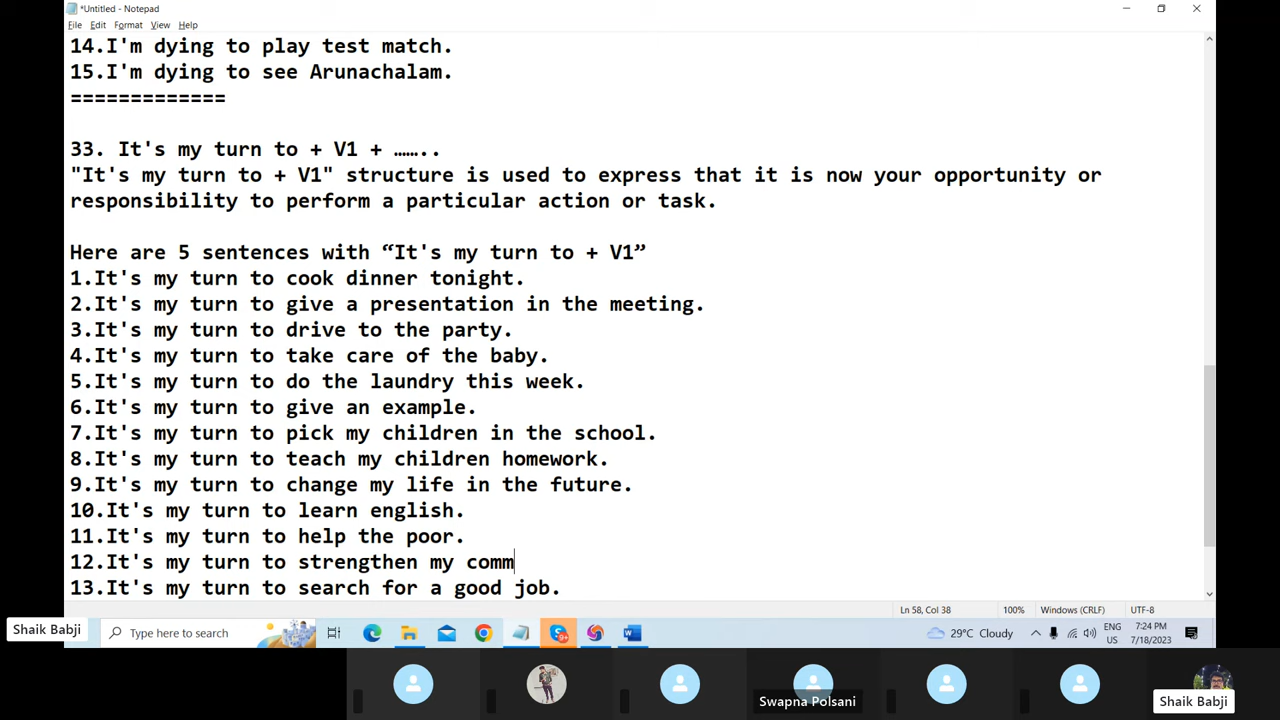 *Untitled - Notepad
File Edit Format View Help
14.I'm dying to play test match.
15.I'm dying to see Arunachalam.
=============
33. It's my turn to + V1 + ……..
"It's my turn to + V1" structure is used to express that it is now your opportunity or
responsibility to perform a particular action or task.
Here are 5 sentences with “It's my turn to + V1”
1.It's my turn to cook dinner tonight.
2.It's my turn to give a presentation in the meeting.
3.It's my turn to drive to the party.
4.It's my turn to take care of the baby.
5.It's my turn to do the laundry this week.
6.It's my turn to give an example.
7.It's my turn to pick my children in the school.
8.It's my turn to teach my children homework.
9.It's my turn to change my life in the future.
10.It's my turn to learn english.
11.It's my turn to help the poor.
12.It's my turn to strengthen my comm
13.It's my turn to search for a good job.
Ln 58, Col 38 100% Windows (CRLF) UTF-8
Shaik Babji
Type here to search
29°C Cloudy
ENG
US
7:24 PM
7/18/2023
Swapna Polsani
Shaik Babji